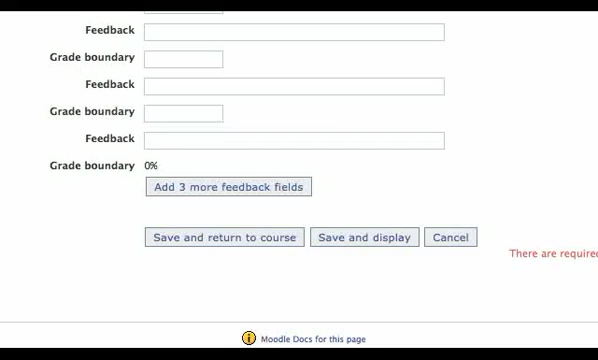 Feedback
Grade boundary
Feedback
Grade boundary
Feedback
Grade boundary 0%
Add 3 more feedback fields
Save and return to course Save and display Cancel
There are required
Moodle Docs for this page